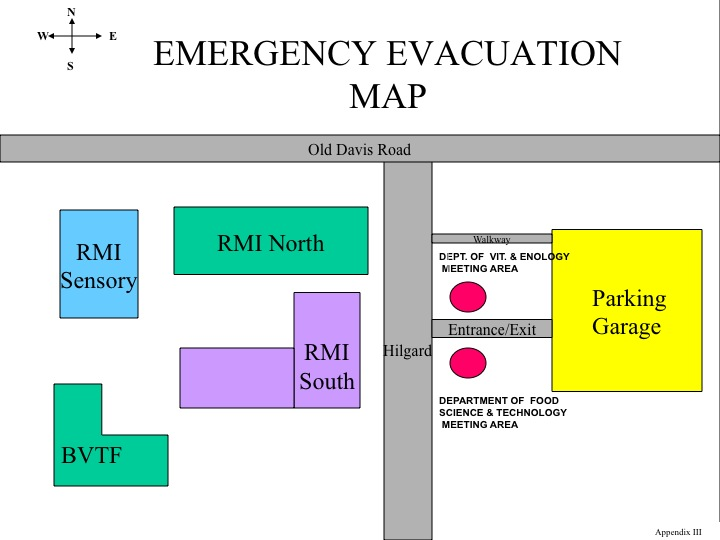 N
W E
S
EMERGENCY EVACUATION
MAP
Old Davis Road
RMI
Sensory
RMI North
Walkway
DEPT. OF VIT. & ENOLOGY
MEETING AREA
Parking
Garage
Entrance/Exit
Hilgard
RMI
South
DEPARTMENT OF FOOD
SCIENCE & TECHNOLOGY
MEETING AREA
BVTF
Appendix III